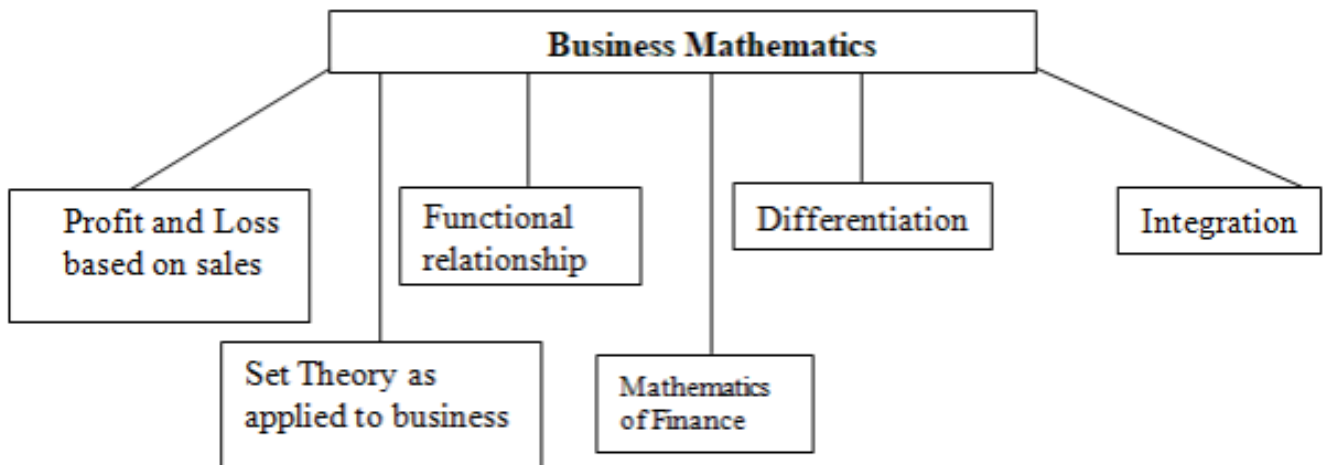 Business Mathematics
Profit and Loss
based on sales
Functional
relationship
Differentiation
Integration
Set Theory as
applied to business
Mathematics
of Finance